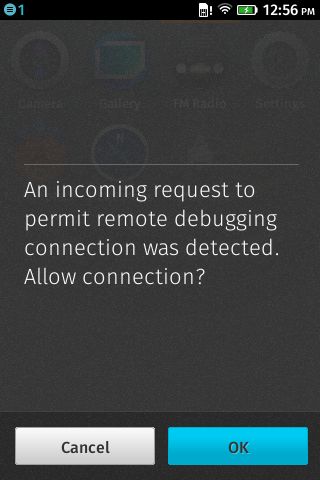 1
12:56 PM
Camera
Gallery
FM Radio
Settings
An incoming request to
permit remote debugging
connection was detected.
Allow connection?
Cancel
OK